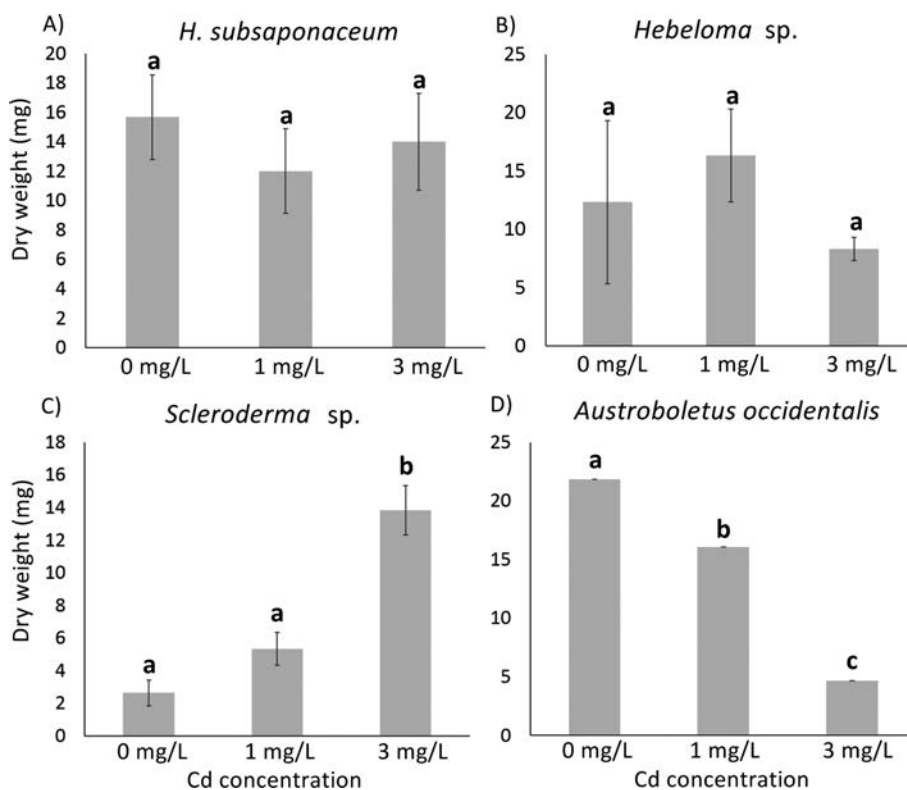 A)
H. subsaponaceum
Dry weight (mg)
20
18
16
14
12
10
8
6
4
2
0
a
a
a
0 mg/L 1 mg/L 3 mg/L
B)
Hebeloma sp.
25
20
15
10
5
0
a
a
a
0 mg/L 1 mg/L 3 mg/L
C)
Scleroderma sp.
Dry weight (mg)
18
16
14
12
10
8
6
4
2
0
a
a
b
0 mg/L 1 mg/L 3 mg/L
Cd concentration
D)
Austroboletus occidentalis
25
20
15
10
5
0
a
b
c
0 mg/L 1 mg/L 3 mg/L
Cd concentration